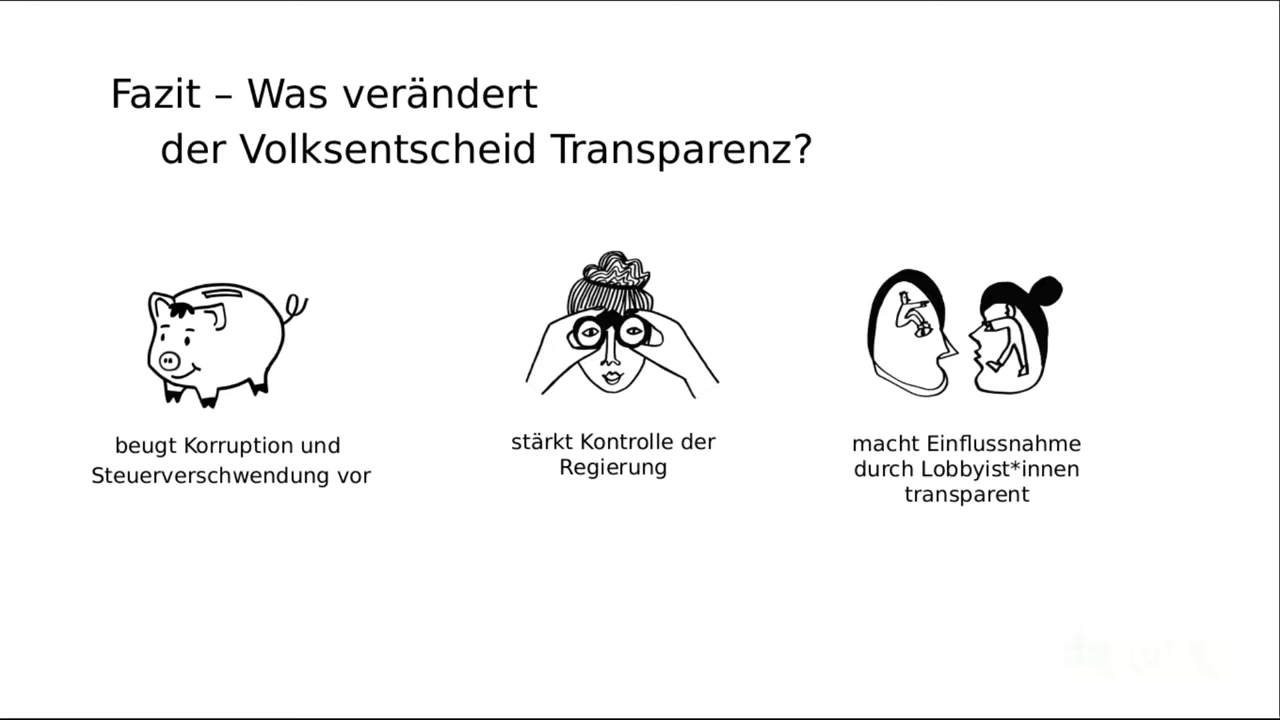 Fazit – Was verändert
der Volksentscheid Transparenz?
beugt Korruption und
Steuerverschwendung vor
stärkt Kontrolle der
Regierung
macht Einflussnahme
durch Lobbyist*innen
transparent